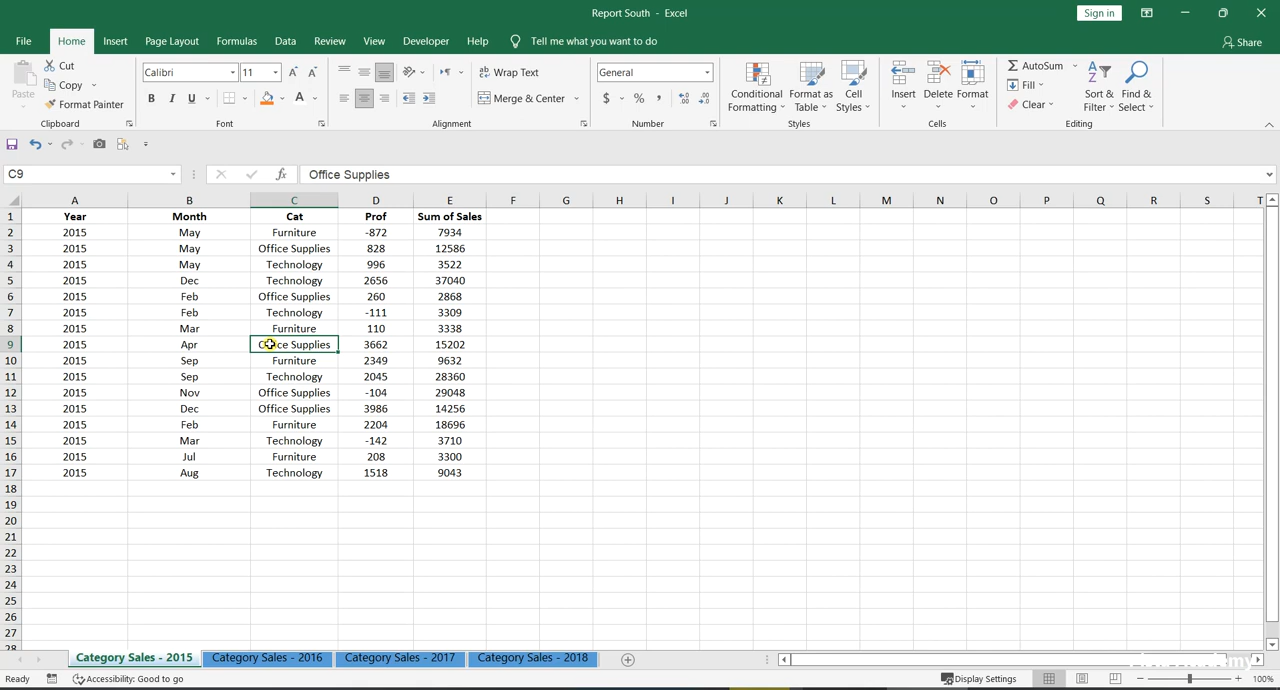 Report South - Excel
Sign in
File Home Insert Page Layout Formulas Data Review View Developer Help Tell me what you want to do Share
Paste Cut Copy Format Painter Clipboard
Calibri 11 A A B I U A Font
Wrap Text Merge & Center Alignment
General $ % , Number
Conditional Formatting Format as Table Cell Styles Styles
Insert Delete Format Cells
AutoSum Fill Clear Sort & Filter Find & Select Editing
C9 fx Office Supplies
A B C D E F G H I J K L M N O P Q R S T
1 Year Month Cat Prof Sum of Sales
2 2015 May Furniture -872 7934
3 2015 May Office Supplies 828 12586
4 2015 May Technology 996 3522
5 2015 Dec Technology 2656 37040
6 2015 Feb Office Supplies 260 2868
7 2015 Feb Technology -111 3309
8 2015 Mar Furniture 110 3338
9 2015 Apr Office Supplies 3662 15202
10 2015 Sep Furniture 2349 9632
11 2015 Sep Technology 2045 28360
12 2015 Nov Office Supplies -104 29048
13 2015 Dec Office Supplies 3986 14256
14 2015 Feb Furniture 2204 18696
15 2015 Mar Technology -142 3710
16 2015 Jul Furniture 208 3300
17 2015 Aug Technology 1518 9043
18
19
20
21
22
23
24
25
26
27
28
Category Sales - 2015 Category Sales - 2016 Category Sales - 2017 Category Sales - 2018
Ready Accessibility: Good to go Display Settings 100%